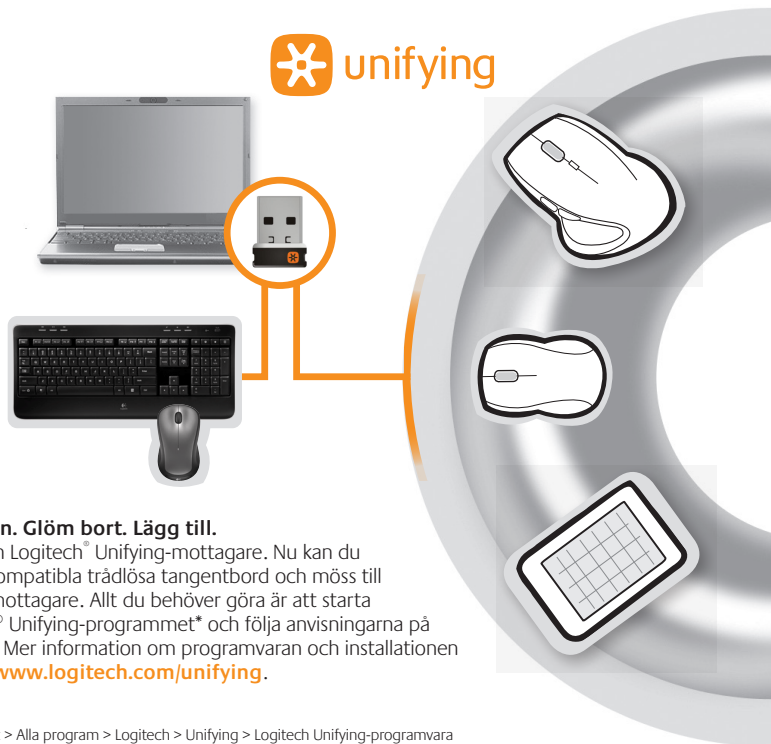 unifying
n. Glöm bort. Lägg till.
n Logitech® Unifying-mottagare. Nu kan du
ompatibla trådlösa tangentbord och möss till
mottagare. Allt du behöver göra är att starta
® Unifying-programmet* och följa anvisningarna på
. Mer information om programvaran och installationen
www.logitech.com/unifying.
> Alla program > Logitech > Unifying > Logitech Unifying-programvara